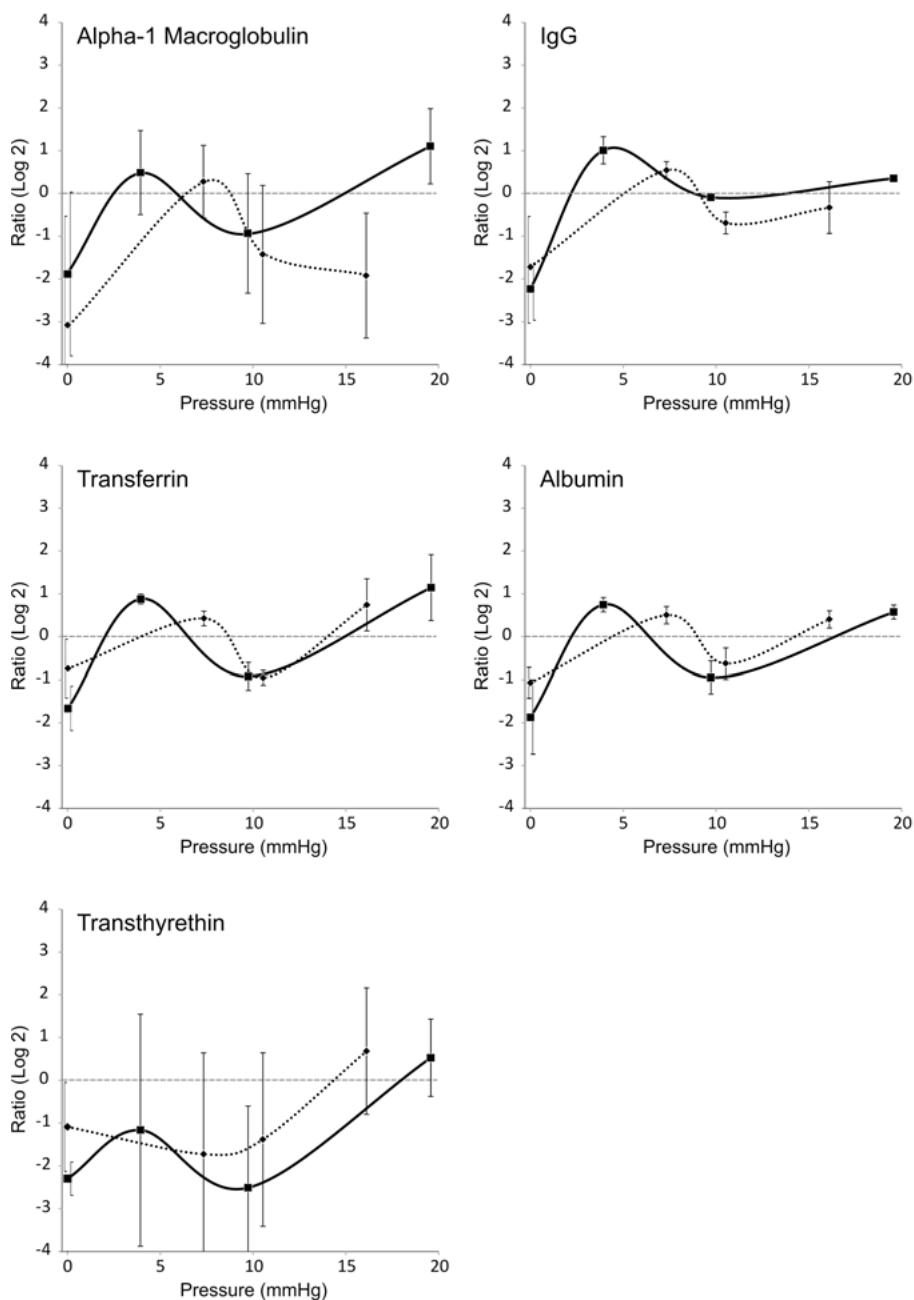 Alpha-1 Macroglobulin
Ratio (Log 2)
4
3
2
1
0
-1
-2
-3
-4
0 5 10 15 20
Pressure (mmHg)
IgG
Ratio (Log 2)
4
3
2
1
0
-1
-2
-3
-4
0 5 10 15 20
Pressure (mmHg)
Transferrin
Ratio (Log 2)
4
3
2
1
0
-1
-2
-3
-4
0 5 10 15 20
Pressure (mmHg)
Albumin
Ratio (Log 2)
4
3
2
1
0
-1
-2
-3
-4
0 5 10 15 20
Pressure (mmHg)
Transthyrethin
Ratio (Log 2)
4
3
2
1
0
-1
-2
-3
-4
0 5 10 15 20
Pressure (mmHg)